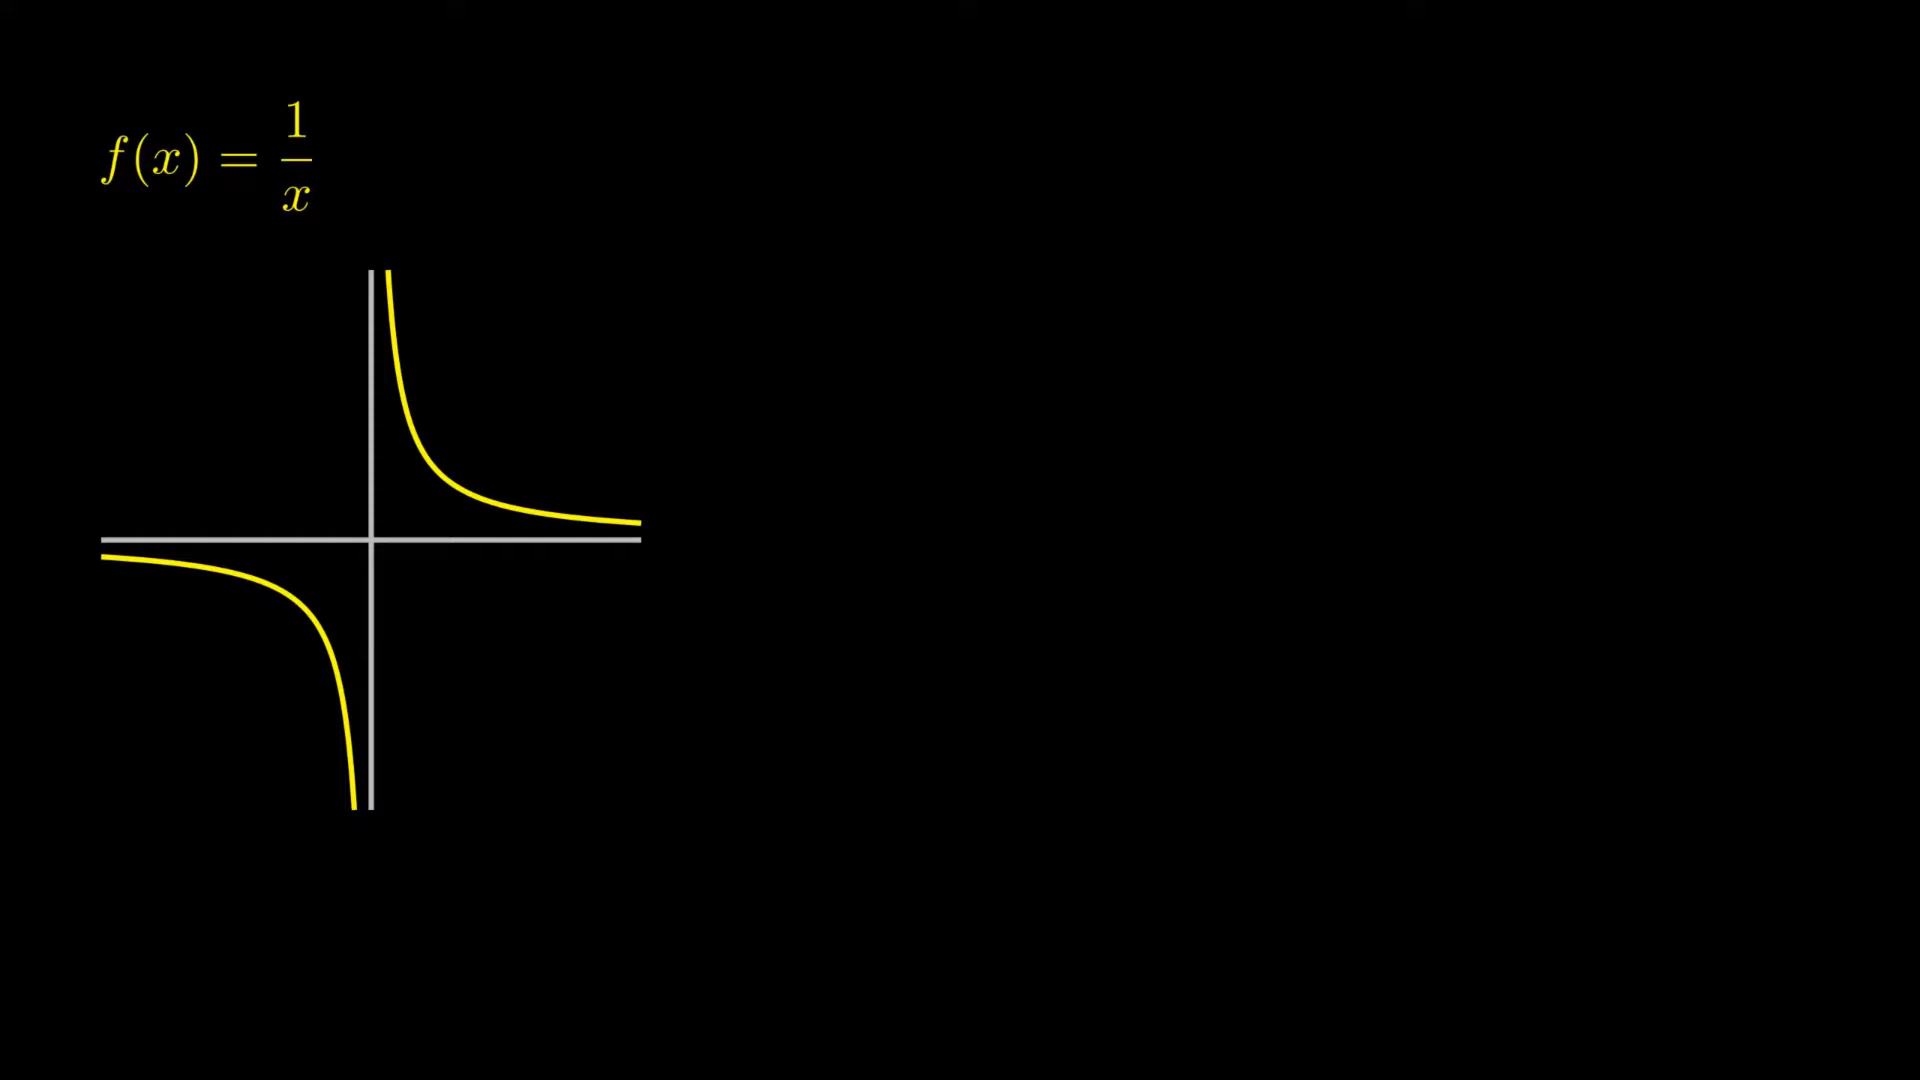 f(x) = 1/x